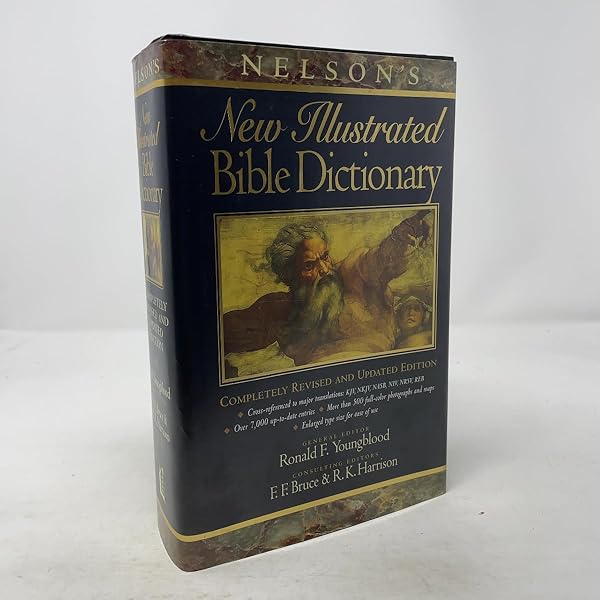 NELSON'S
New Illustrated
Bible Dictionary
COMPLETELY REVISED AND UPDATED EDITION
Cross-referenced to major translations: KJV, NKJV, NASB, NIV, NRSV, REB
Over 7,000 up-to-date entries More than 500 full-color photographs and maps
Enlarged type size for ease of use
GENERAL EDITOR
Ronald F. Youngblood
CONSULTING EDITORS
F. F. Bruce & R. K. Harrison
New
Illustrated
Bible